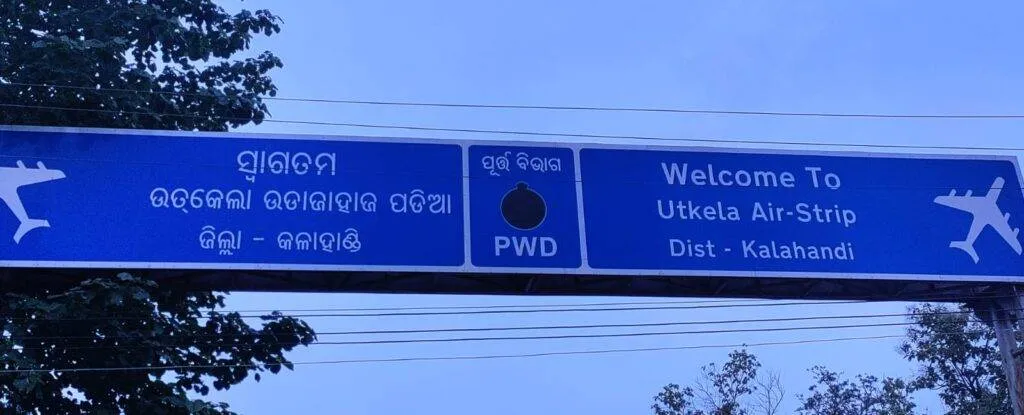 ସ୍ୱାଗତମ
ଉତ୍‌କେଲା ଉଡାଜାହାଜ ପଡିଆ
ଜିଲ୍ଲା - କଳାହାଣ୍ଡି
ପୂର୍ତ୍ତ ବିଭାଗ
PWD
Welcome To
Utkela Air-Strip
Dist - Kalahandi